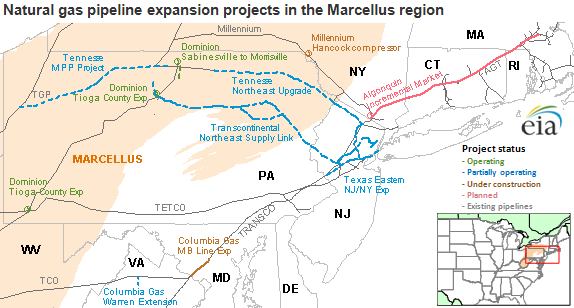 Natural gas pipeline expansion projects in the Marcellus region
Millennium
MA
Dominion
Sabinesville to Morrisville
Millennium
Hancock compressor
Tennesse
MPP Project
NY
CT
RI
AGT
Algonquin
Incremental Market
TGP
Dominion
Tioga County Exp
Tennesse
Northeast Upgrade
Transcontinental
Northeast Supply Link
eia
MARCELLUS
Project status
- Operating
- Partially operating
- Under construction
- Planned
- Existing pipelines
PA
Texas Eastern
NJ/NY Exp
Dominion
Tioga County Exp
TETCO
TRANSCO
NJ
WV
VA
Columbia Gas
MB Line Exp
TCO
MD
DE
Columbia Gas
Warren Extension